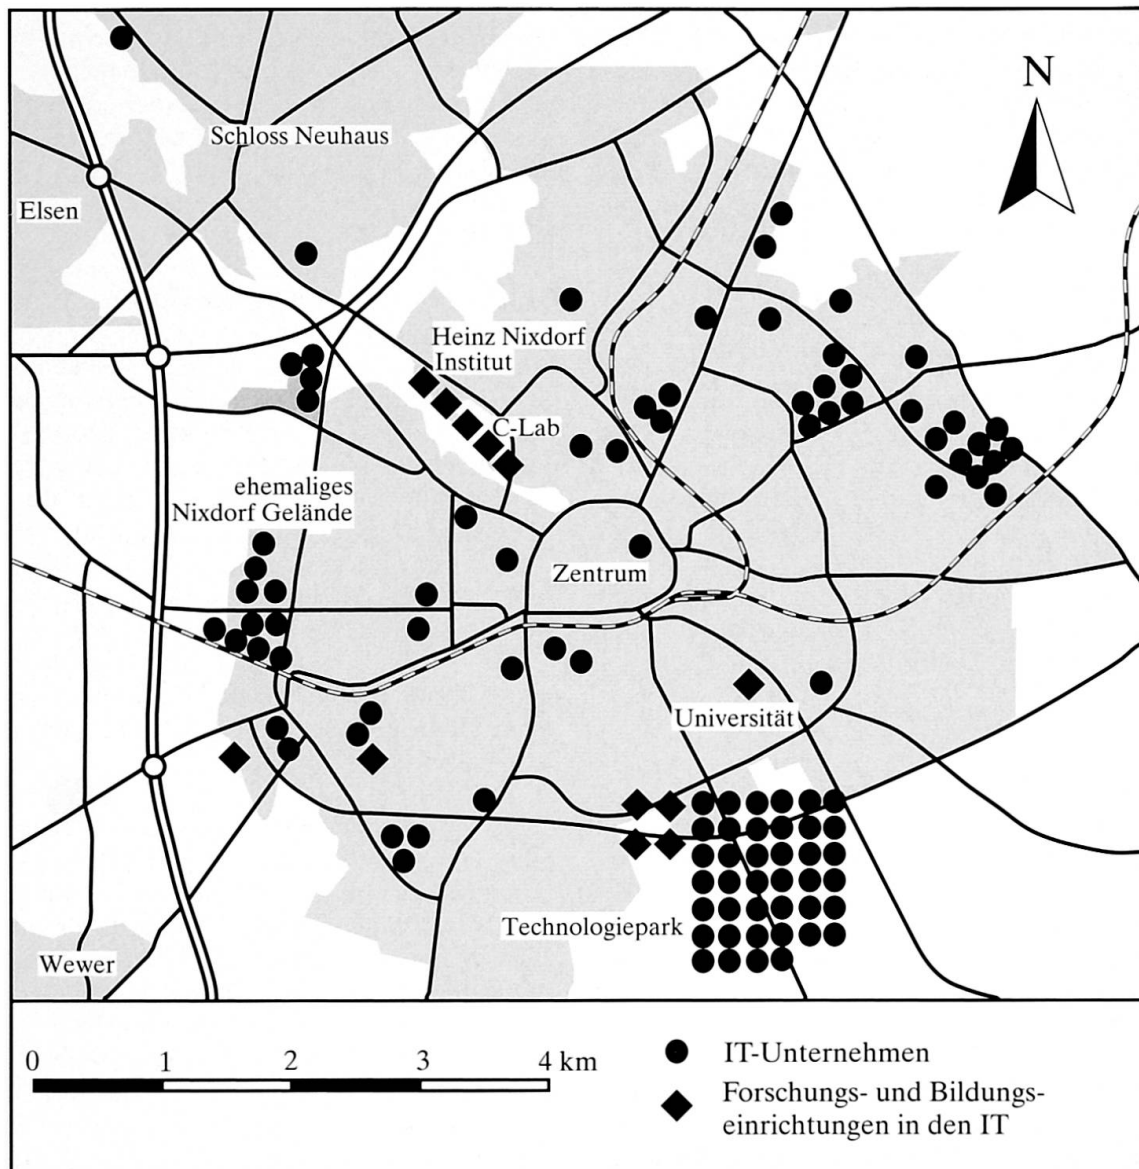 N
Schloss Neuhaus
Elsen
Heinz Nixdorf
Institut
C-Lab
ehemaliges
Nixdorf Gelände
Zentrum
Universität
Technologiepark
Wewer
0 1 2 3 4 km
IT-Unternehmen
Forschungs- und Bildungs-
einrichtungen in den IT